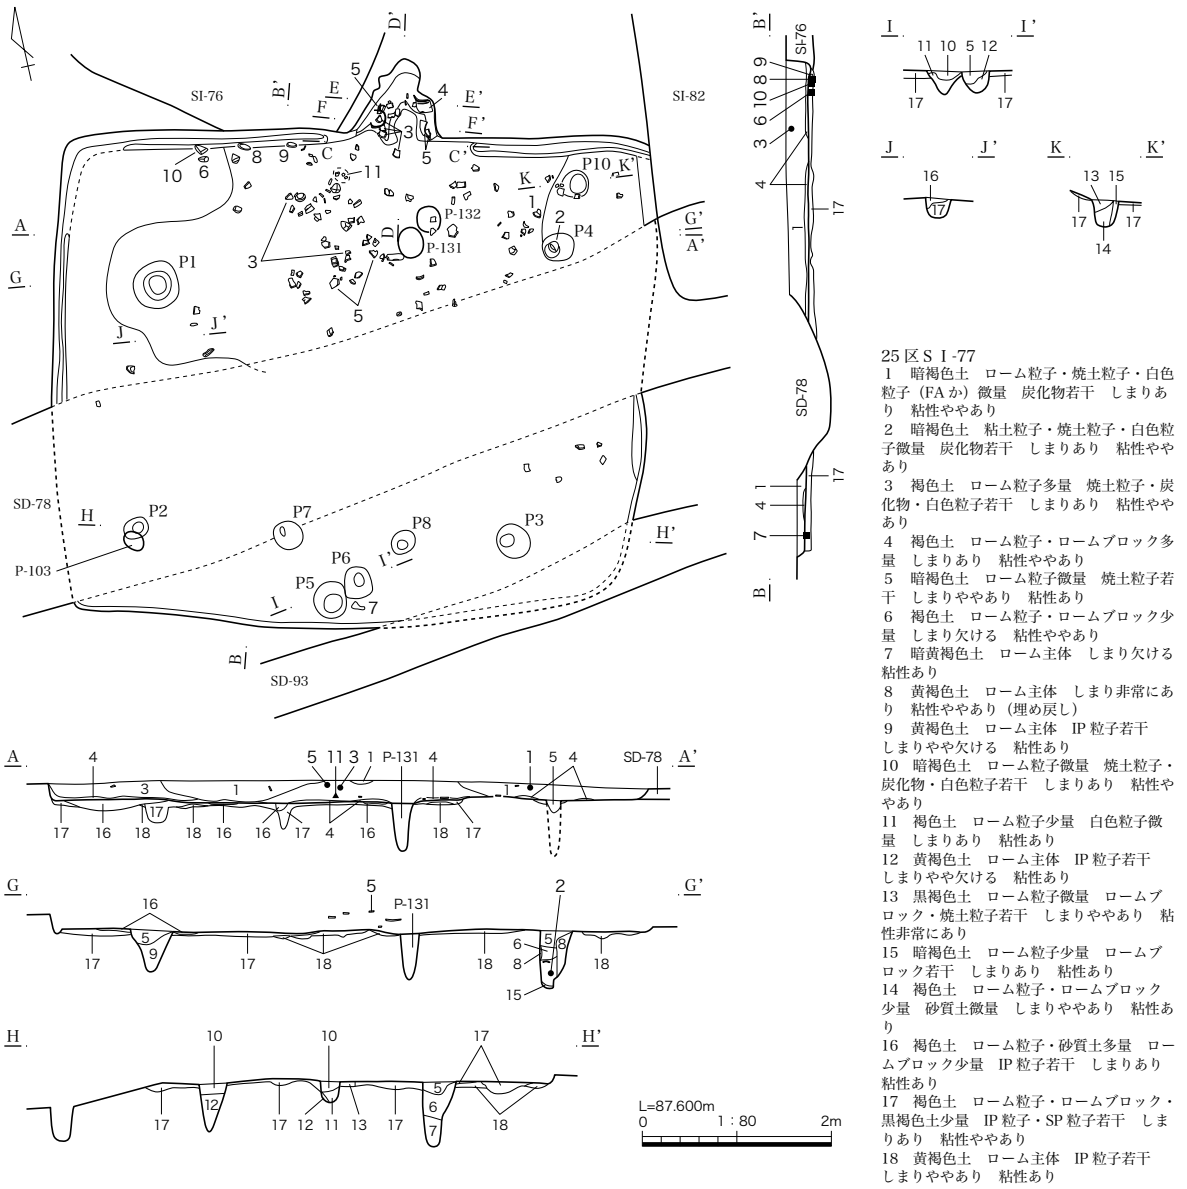 D'
5
E
4
B'
F
E'
SI-76
SI-82
F'
3
5
10
6
8
9
C
C'
11
P10
K'
K
1
P-132
2
G'
A
D
P4
P-131
A'
P1
3
G
5
J
J'
SD-78
H
P2
P7
P8
P3
H'
P-103
P6
I'
P5
I
7
B
SD-93
B'
SI-76
9
8
10
6
3
4
17
1
SD-78
1
17
4
7
B
I
I'
11 10 5 12
17
17
J
J'
K
K'
16
17
13 15
17
17
14
25区ＳＩ-77
1　暗褐色土　ローム粒子・焼土粒子・白色
粒子（FAか）微量　炭化物若干　しまりあ
り　粘性ややあり
2　暗褐色土　粘土粒子・焼土粒子・白色粒
子微量　炭化物若干　しまりあり　粘性やや
あり
3　褐色土　ローム粒子多量　焼土粒子・炭
化物・白色粒子若干　しまりあり　粘性やや
あり
4　褐色土　ローム粒子・ロームブロック多
量　しまりあり　粘性ややあり
5　暗褐色土　ローム粒子微量　焼土粒子若
干　しまりややあり　粘性あり
6　褐色土　ローム粒子・ロームブロック少
量　しまり欠ける　粘性ややあり
7　暗黄褐色土　ローム主体　しまり欠ける
粘性あり
8　黄褐色土　ローム主体　しまり非常にあ
り　粘性ややあり（埋め戻し）
9　黄褐色土　ローム主体　IP粒子若干
しまりやや欠ける　粘性あり
10　暗褐色土　ローム粒子微量　焼土粒子・
炭化物・白色粒子若干　しまりあり　粘性や
やあり
11　褐色土　ローム粒子少量　白色粒子微
量　しまりあり　粘性あり
12　黄褐色土　ローム主体　IP粒子若干
しまりやや欠ける　粘性あり
13　黒褐色土　ローム粒子微量　ロームブ
ロック・焼土粒子若干　しまりややあり　粘
性非常にあり
15　暗褐色土　ローム粒子少量　ロームブ
ロック若干　しまりあり　粘性あり
14　褐色土　ローム粒子・ロームブロック
少量　砂質土微量　しまりややあり　粘性あ
り
16　褐色土　ローム粒子・砂質土多量　ロー
ムブロック少量　IP粒子若干　しまりあり
粘性あり
17　褐色土　ローム粒子・ロームブロック・
黒褐色土少量　IP粒子・SP粒子若干　しま
りあり　粘性ややあり
18　黄褐色土　ローム主体　IP粒子若干
しまりややあり　粘性あり
A
4
5 11 3 1 P-131 4
1 5 4
SD-78
A'
3
1
1
17
17 16 18 18 16 16 17 4 16 18 17
G
16
5
P-131
2
G'
5
9
6
5
8
8
17
17
18
18
18
15
H
10
10
17
H'
12
5
6
7
17
17 12 11 13 17
18
L=87.600m
0
1：80
2m